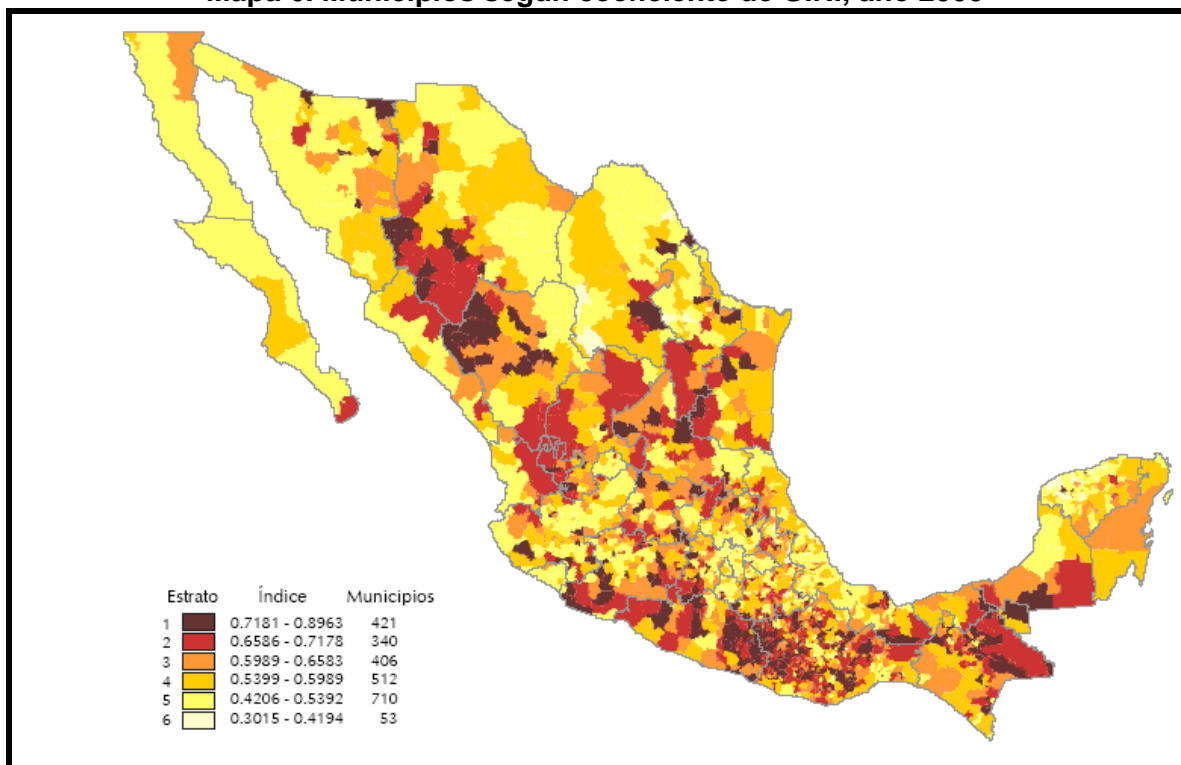 Estrato Índice Municipios
1 0.7181 - 0.8963 421
2 0.6586 - 0.7178 340
3 0.5989 - 0.6583 406
4 0.5399 - 0.5989 512
5 0.4206 - 0.5392 710
6 0.3015 - 0.4194 53